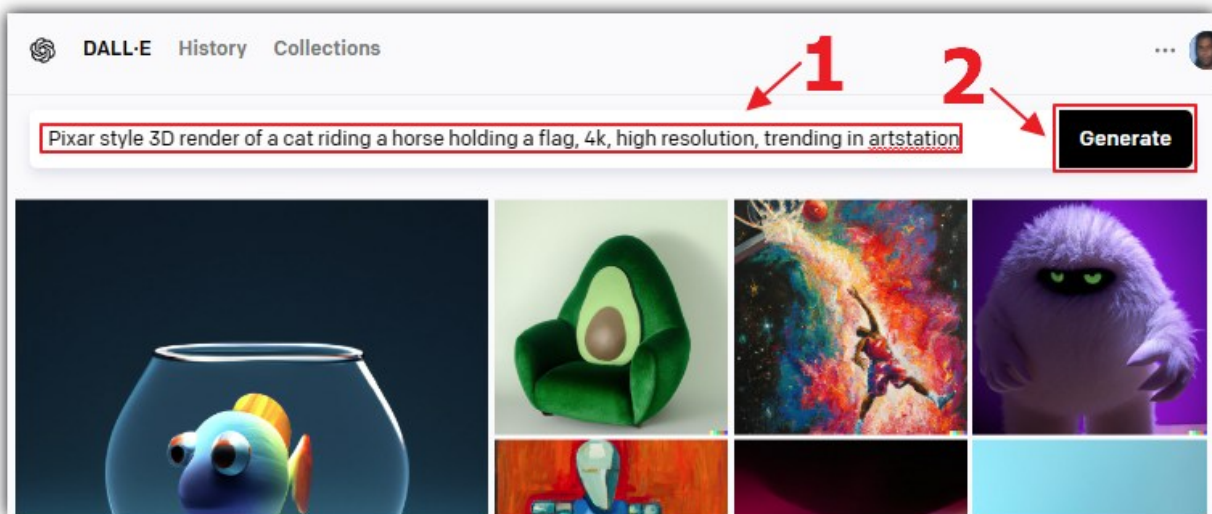 DALL·E History Collections ...
1
2
Pixar style 3D render of a cat riding a horse holding a flag, 4k, high resolution, trending in artstation
Generate